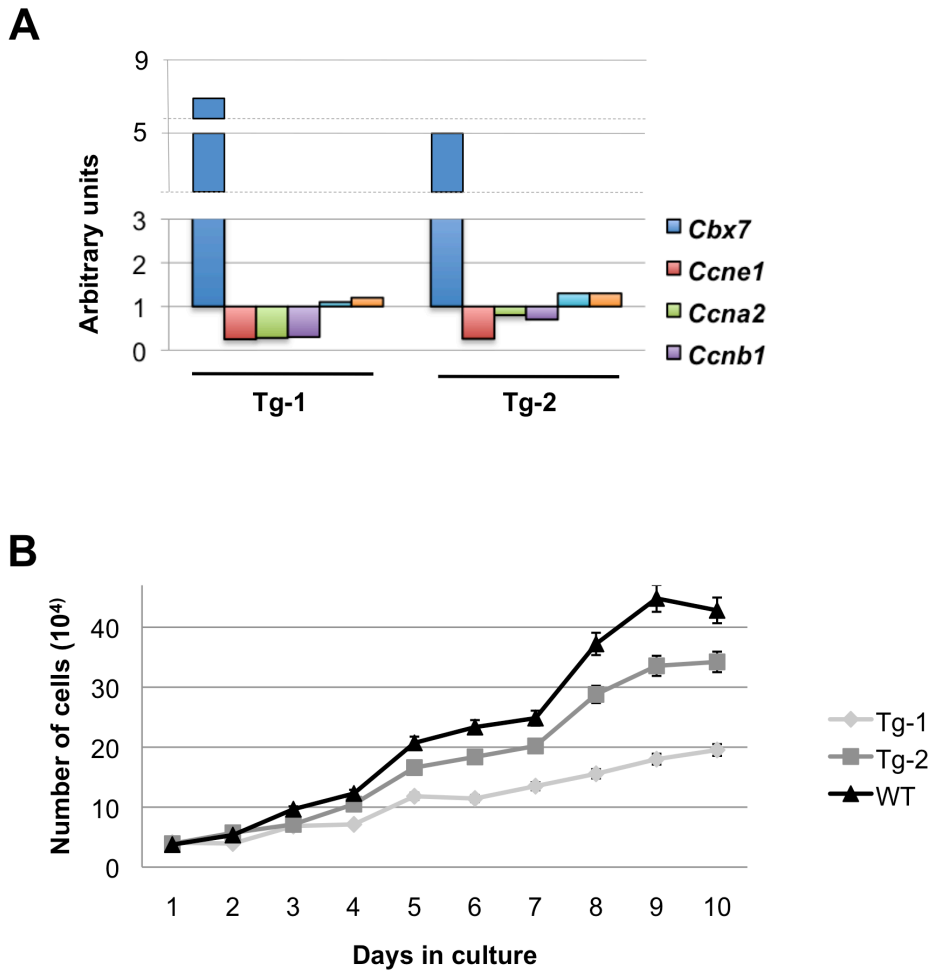 A
9
5
3
2
1
0
Arbitrary units
Cbx7
Ccne1
Ccna2
Ccnb1
Tg-1
Tg-2
B
Number of cells (10⁴)
40
30
20
10
0
1 2 3 4 5 6 7 8 9 10
Days in culture
Tg-1
Tg-2
WT